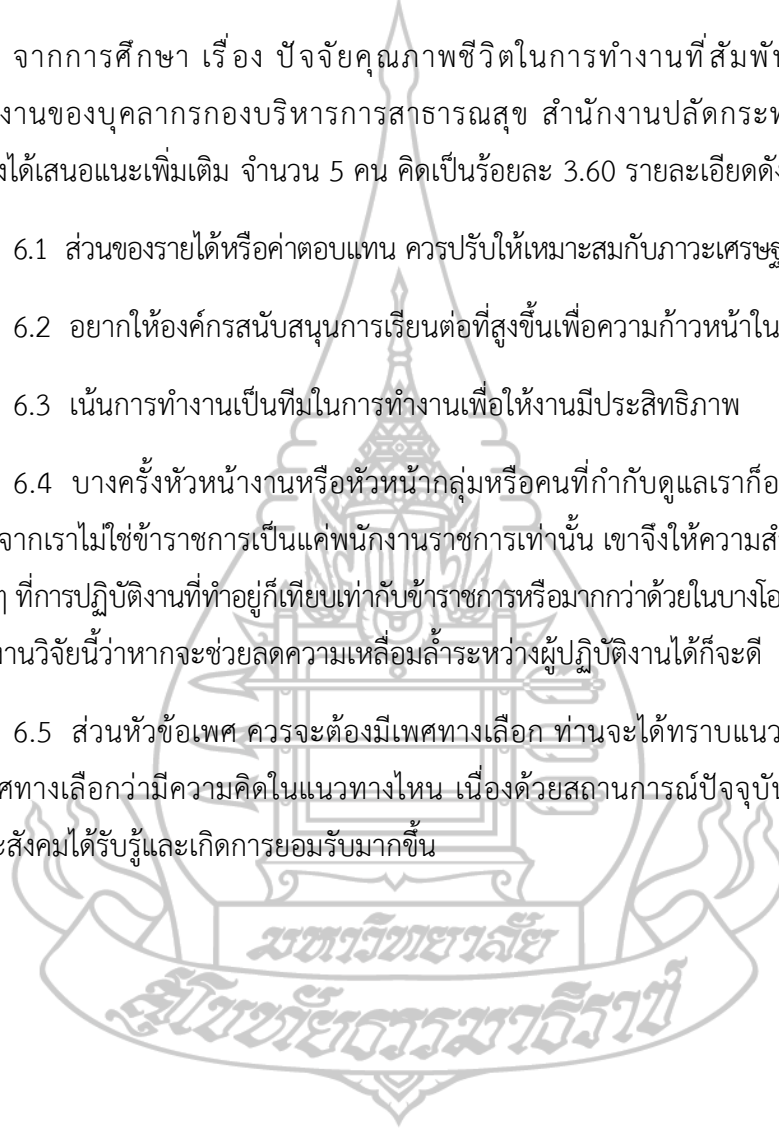 จากการศึกษา เรื่อง ปัจจัยคุณภาพชีวิตในการทำงานที่สัมพัน
งานของบุคลากรกองบริหารการสาธารณสุข สำนักงานปลัดกระท
ได้เสนอแนะเพิ่มเติม จำนวน 5 คน คิดเป็นร้อยละ 3.60 รายละเอียดดัง
6.1 ส่วนของรายได้หรือค่าตอบแทน ควรปรับให้เหมาะสมกับภาวะเศรษฐ
6.2 อยากให้องค์กรสนับสนุนการเรียนต่อที่สูงขึ้นเพื่อความก้าวหน้าใน
6.3 เน้นการทำงานเป็นทีมในการทำงานเพื่อให้งานมีประสิทธิภาพ
6.4 บางครั้งหัวหน้างานหรือหัวหน้ากลุ่มหรือคนที่กำกับดูแลเราก็อ
จากเราไม่ใช่ข้าราชการเป็นแค่พนักงานราชการเท่านั้น เขาจึงให้ความส
ๆ ที่การปฏิบัติงานที่ทำอยู่ก็เทียบเท่ากับข้าราชการหรือมากกว่าด้วยในบางโอ
านวิจัยนี้ว่าหากจะช่วยลดความเหลื่อมล้ำระหว่างผู้ปฏิบัติงานได้ก็จะดี
6.5 ส่วนหัวข้อเพศ ควรจะต้องมีเพศทางเลือก ท่านจะได้ทราบแนว
ศทางเลือกว่ามีความคิดในแนวทางไหน เนื่องด้วยสถานการณ์ปัจจุบัน
ะสังคมได้รับรู้และเกิดการยอมรับมากขึ้น
มหาวิทยาลัย
สุโขทัยธรรมาธิราช